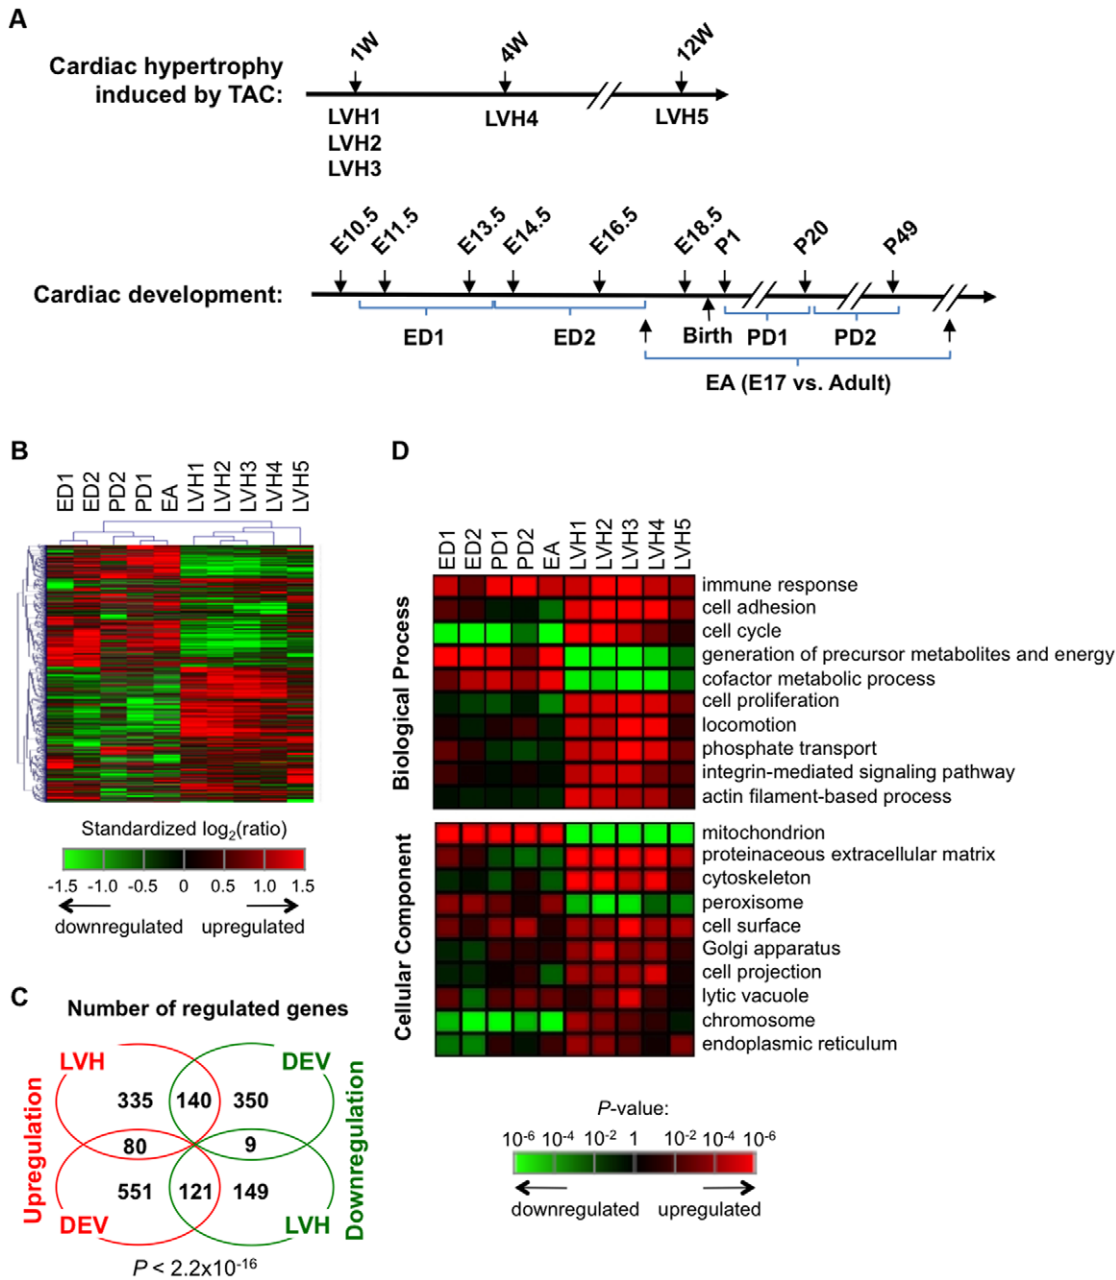 A
Cardiac hypertrophy
induced by TAC:
1W
4W
12W
LVH1
LVH2
LVH3
LVH4
LVH5
Cardiac development:
E10.5
E11.5
E13.5
E14.5
E16.5
E18.5
P1
P20
P49
ED1
ED2
Birth
PD1
PD2
EA (E17 vs. Adult)
B
ED1
ED2
PD2
PD1
EA
LVH1
LVH2
LVH3
LVH4
LVH5
Standardized log2(ratio)
-1.5 -1.0 -0.5 0 0.5 1.0 1.5
downregulated upregulated
C
Number of regulated genes
Upregulation
Downregulation
LVH
DEV
335 140 350
80 9
551 121 149
DEV
LVH
P < 2.2x10-16
D
ED1
ED2
PD1
PD2
EA
LVH1
LVH2
LVH3
LVH4
LVH5
Biological Process
immune response
cell adhesion
cell cycle
generation of precursor metabolites and energy
cofactor metabolic process
cell proliferation
locomotion
phosphate transport
integrin-mediated signaling pathway
actin filament-based process
Cellular Component
mitochondrion
proteinaceous extracellular matrix
cytoskeleton
peroxisome
cell surface
Golgi apparatus
cell projection
lytic vacuole
chromosome
endoplasmic reticulum
P-value:
10-6 10-4 10-2 1 10-2 10-4 10-6
downregulated upregulated